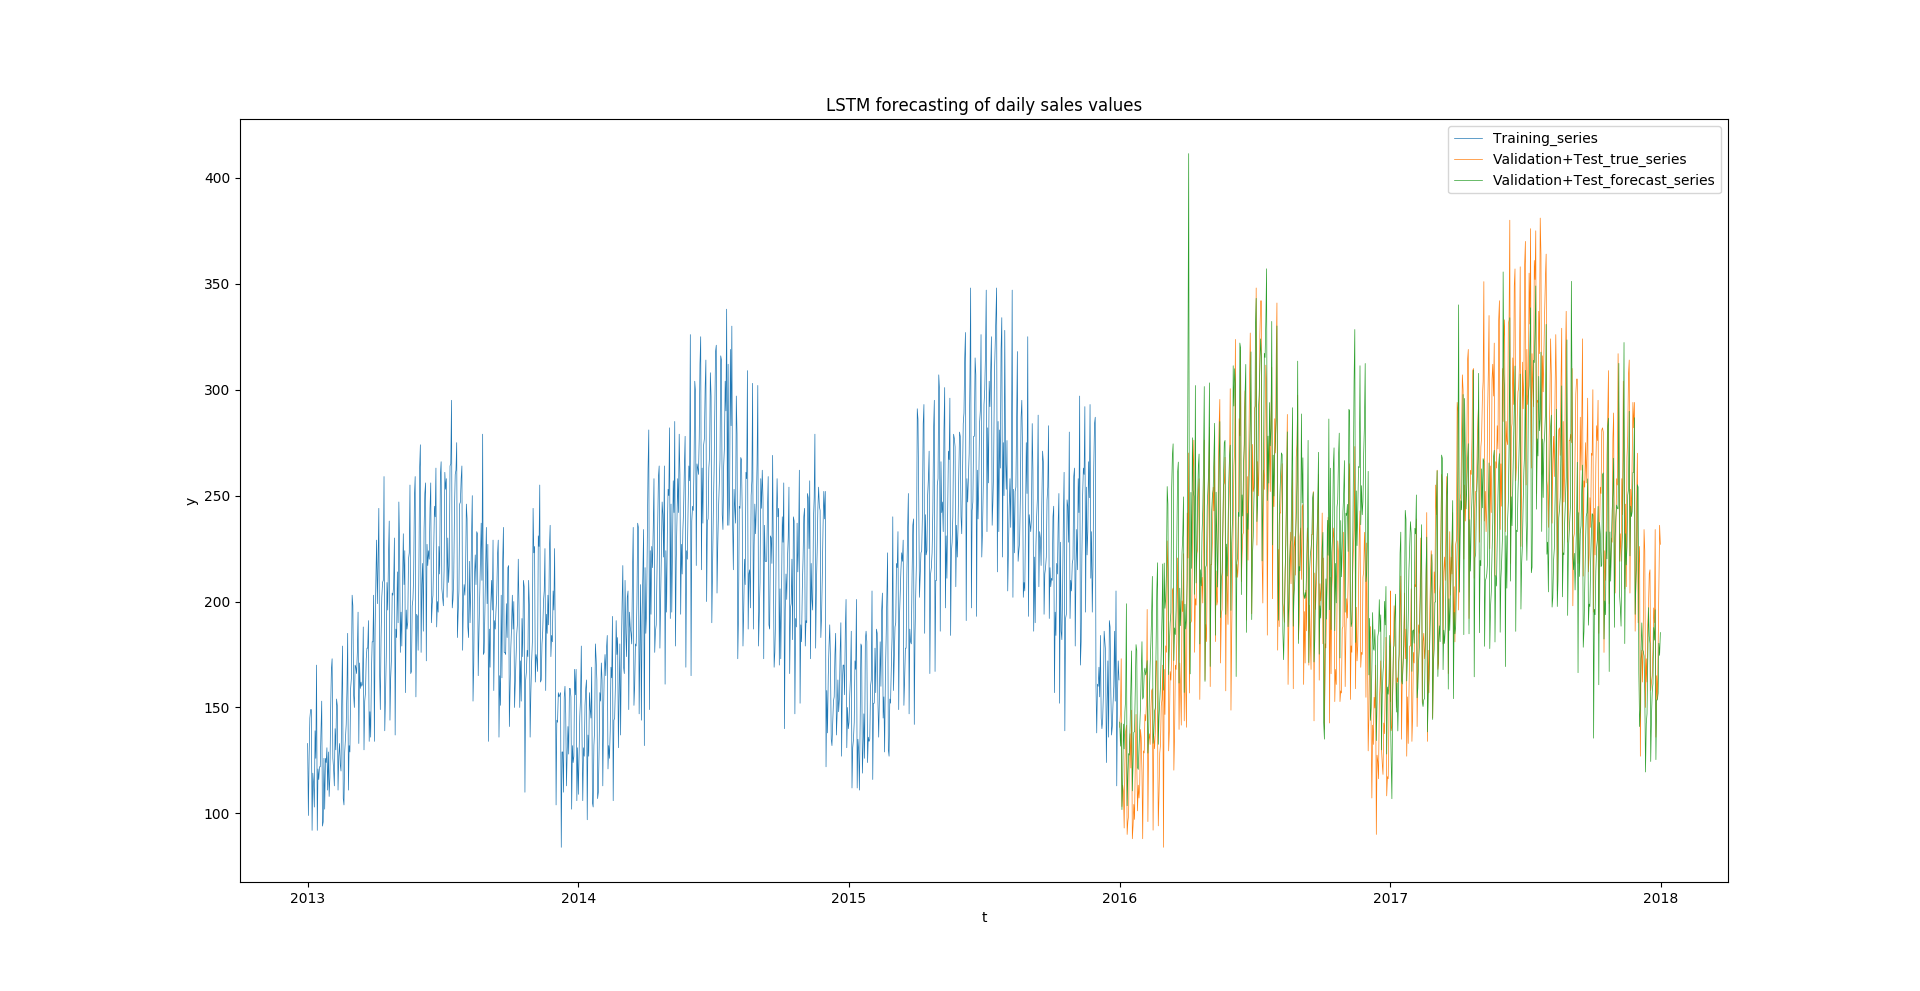 LSTM forecasting of daily sales values
Training_series
Validation+Test_true_series
Validation+Test_forecast_series
400
350
300
250
200
150
100
y
2013
2014
2015
2016
2017
2018
t